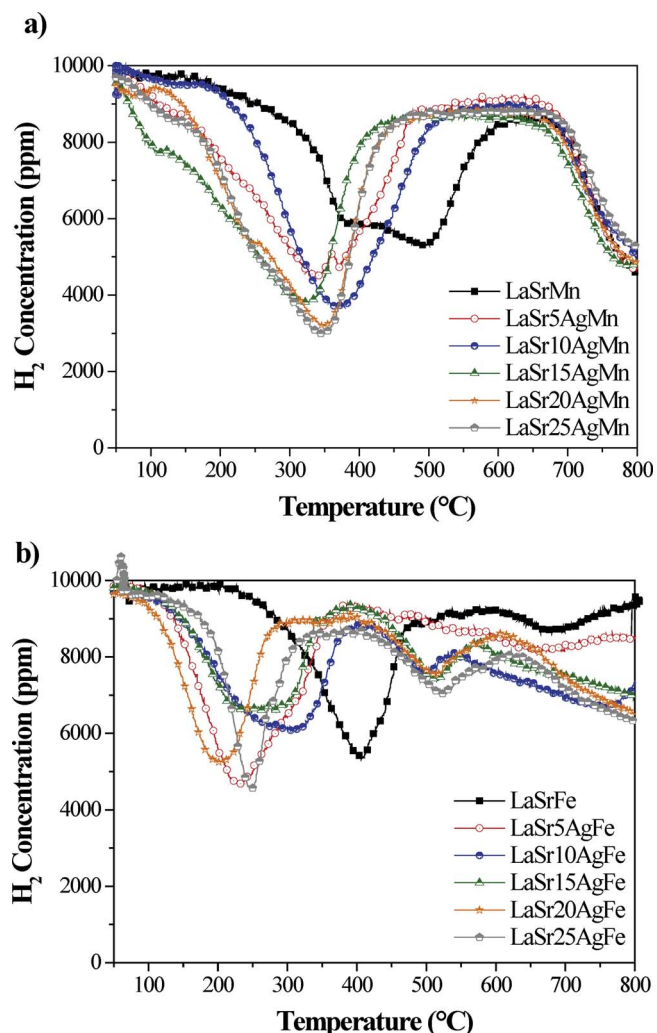 a)
10000
8000
6000
4000
2000
0
H₂ Concentration (ppm)
LaSrMn
LaSr5AgMn
LaSr10AgMn
LaSr15AgMn
LaSr20AgMn
LaSr25AgMn
100 200 300 400 500 600 700 800
Temperature (°C)
b)
10000
8000
6000
4000
2000
0
H₂ Concentration (ppm)
LaSrFe
LaSr5AgFe
LaSr10AgFe
LaSr15AgFe
LaSr20AgFe
LaSr25AgFe
100 200 300 400 500 600 700 800
Temperature (°C)